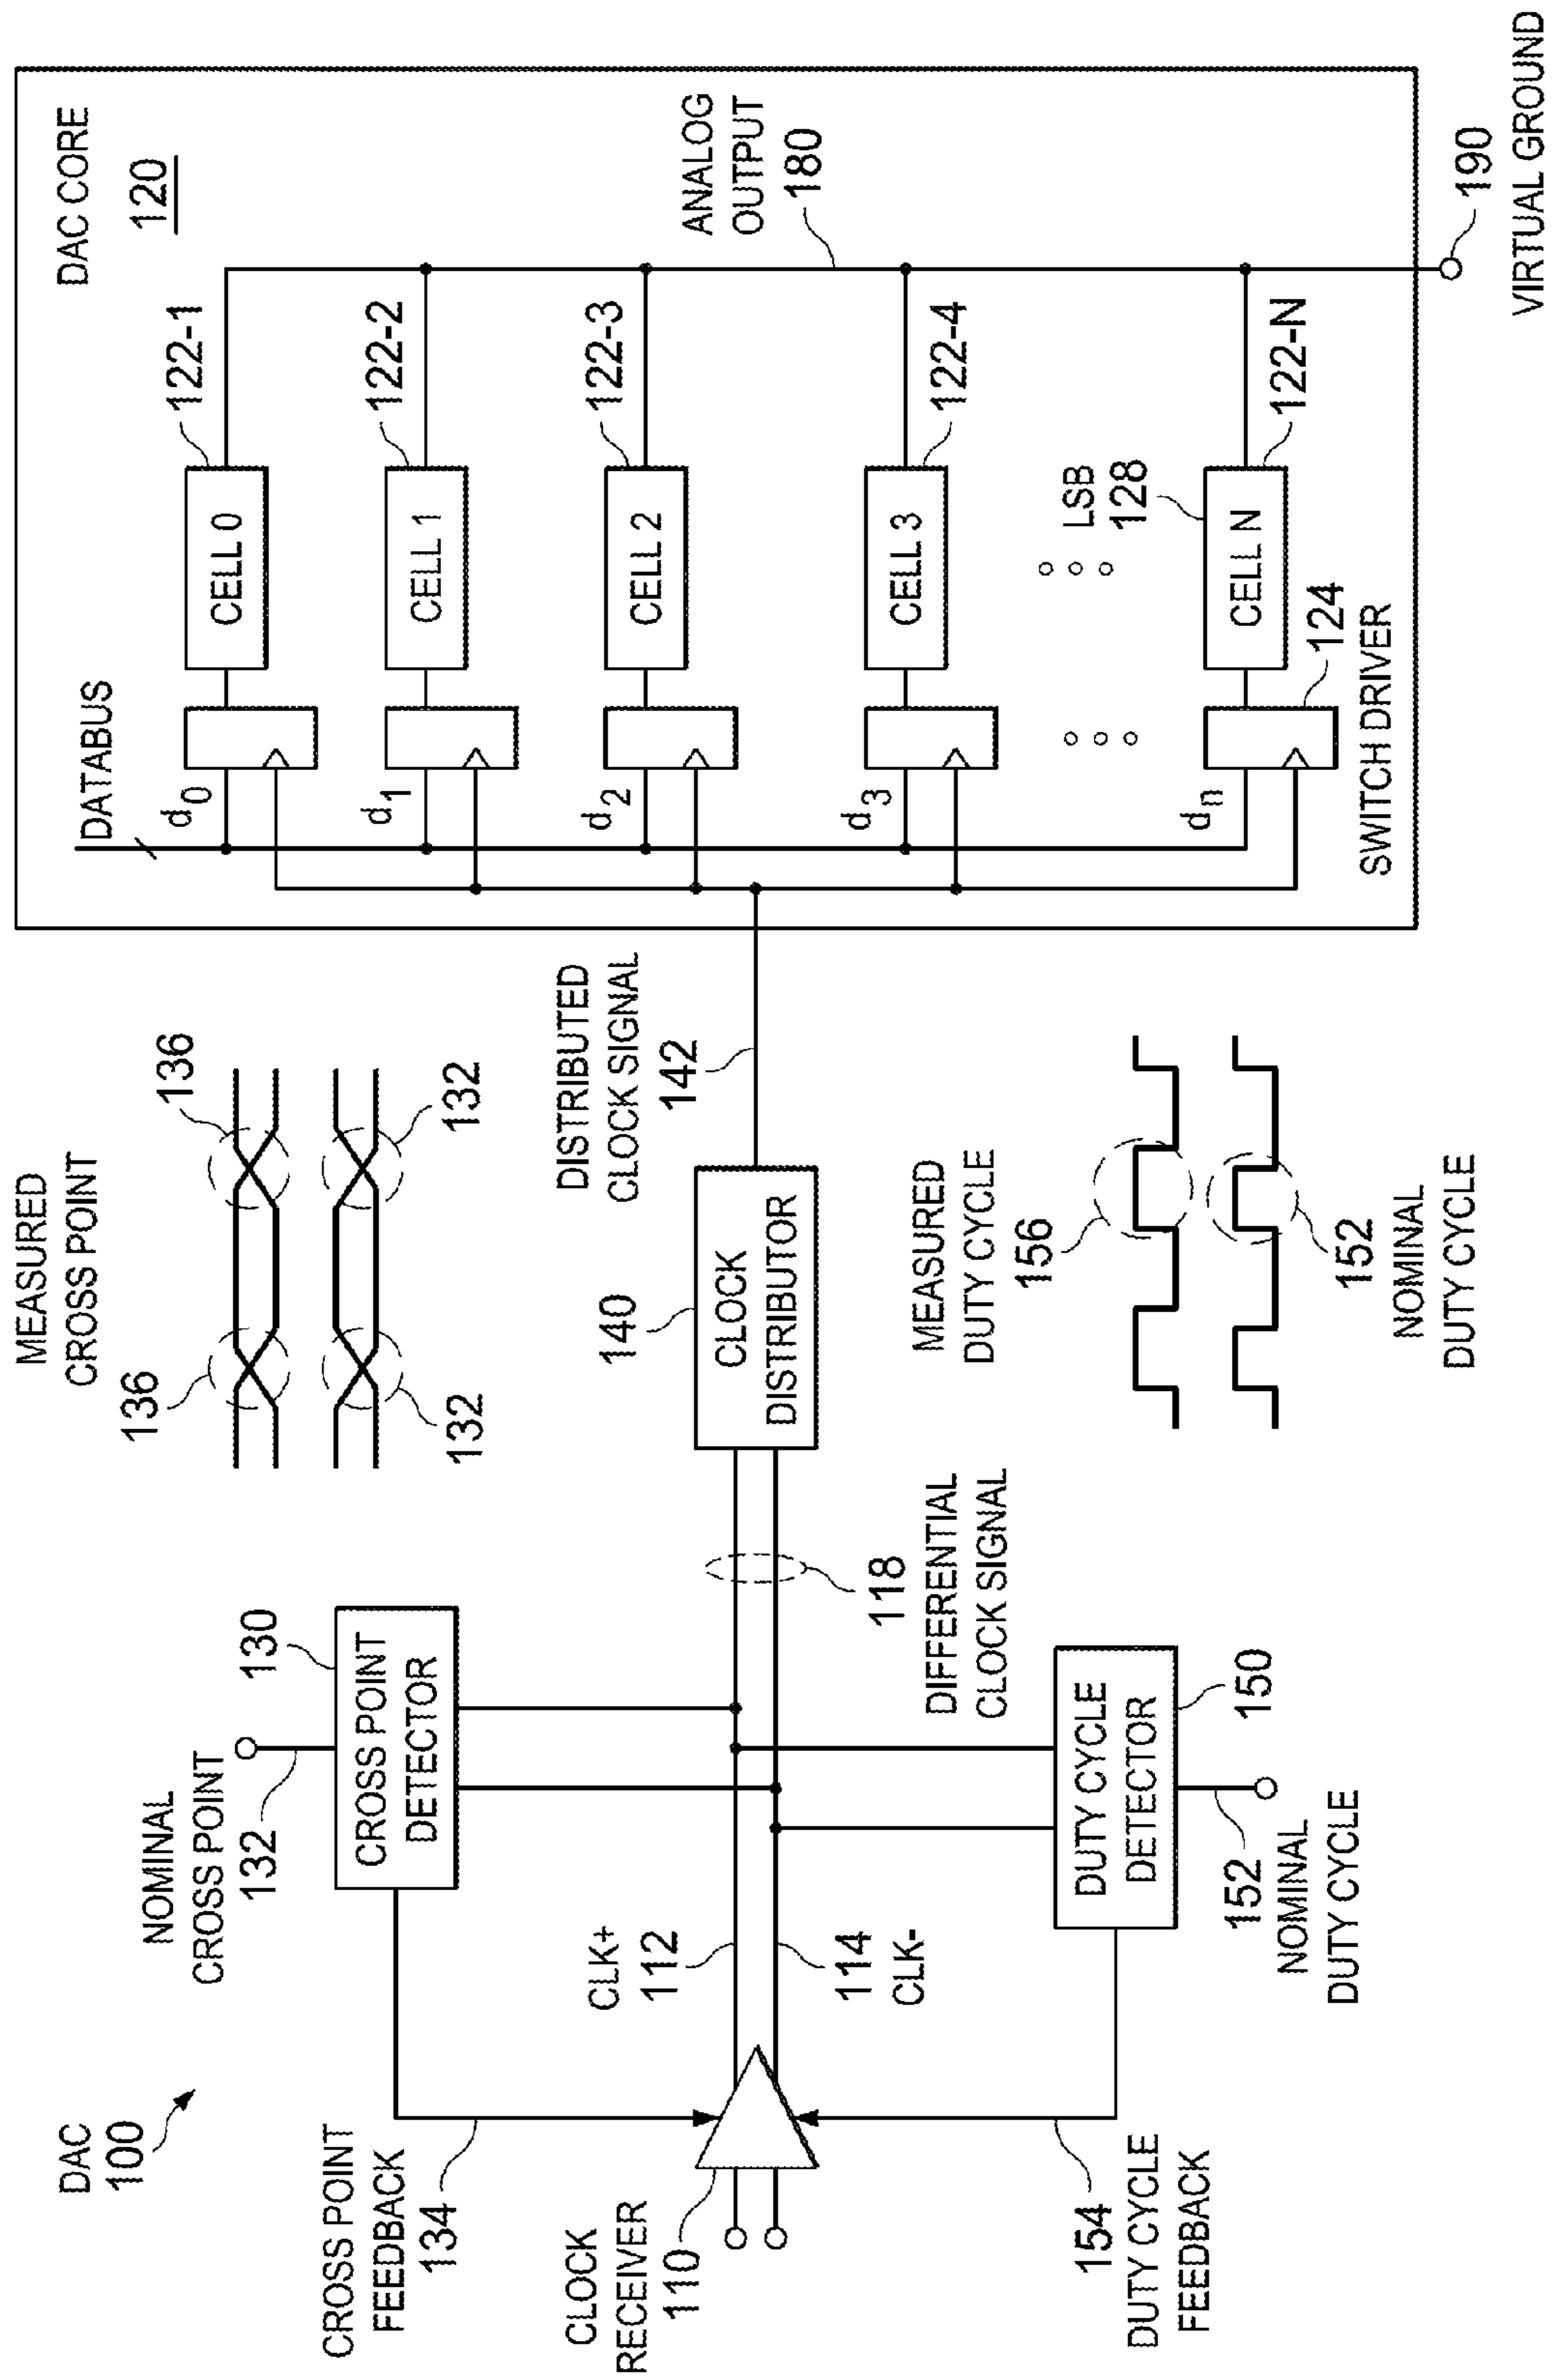 DAC
100
CROSS POINT
FEEDBACK
134
CLOCK
RECEIVER
110
154
DUTY CYCLE
FEEDBACK
NOMINAL
CROSS POINT
132
130
CROSS POINT
DETECTOR
CLK+
112
114
CLK-
118
DIFFERENTIAL
CLOCK SIGNAL
DUTY CYCLE
DETECTOR
150
152
NOMINAL
DUTY CYCLE
MEASURED
CROSS POINT
136
136
132
132
140
CLOCK
DISTRIBUTOR
DISTRIBUTED
CLOCK SIGNAL
142
MEASURED
DUTY CYCLE
156
152
NOMINAL
DUTY CYCLE
DAC CORE
120
DATABUS
d0
CELL 0
122-1
d1
CELL 1
122-2
d2
CELL 2
122-3
d3
CELL 3
122-4
LSB
128
dn
CELL N
122-N
124
SWITCH DRIVER
ANALOG
OUTPUT
180
190
VIRTUAL GROUND